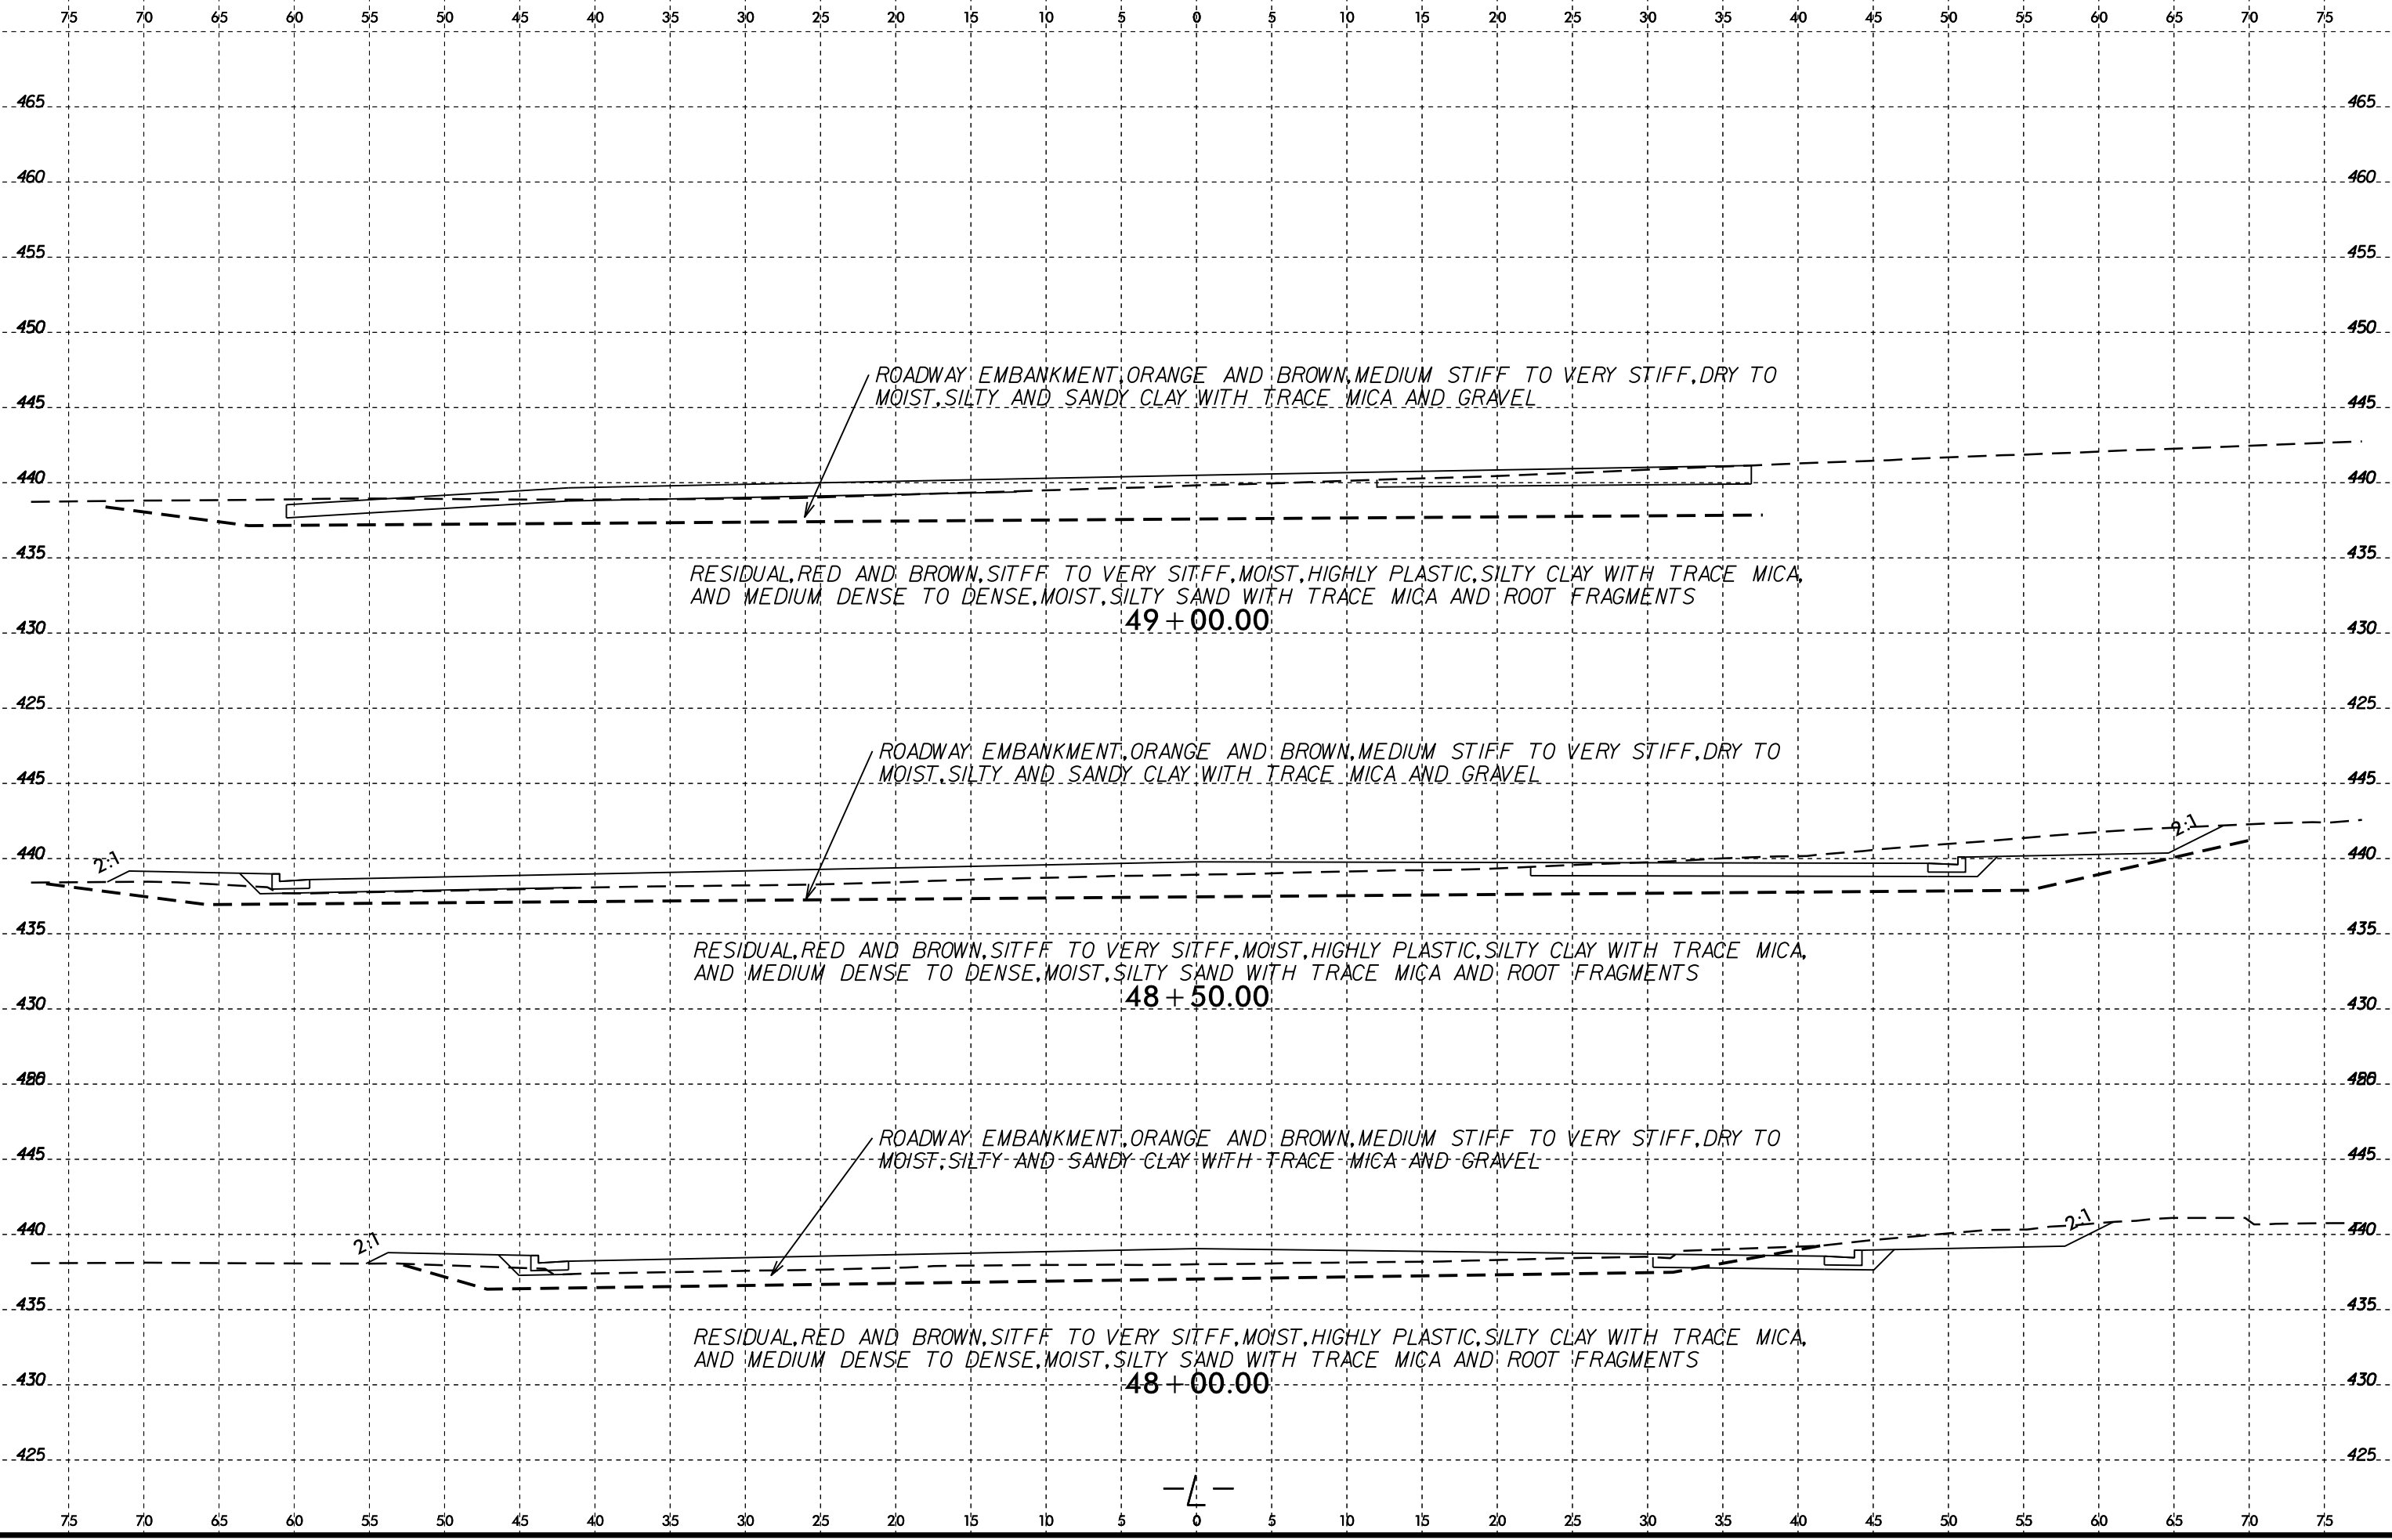 75 70 65 60 55 50 45 40 35 30 25 20 15 10 5 0 5 10 15 20 25 30 35 40 45 50 55 60 65 70 75
465 465
460 460
455 455
450 450
ROADWAY EMBANKMENT,ORANGE AND BROWN,MEDIUM STIFF TO VERY STIFF,DRY TO
MOIST,SILTY AND SANDY CLAY WITH TRACE MICA AND GRAVEL
445 445
440 440
435 435
RESIDUAL,RED AND BROWN,SITFF TO VERY SITFF,MOIST,HIGHLY PLASTIC,SILTY CLAY WITH TRACE MICA,
AND MEDIUM DENSE TO DENSE,MOIST,SILTY SAND WITH TRACE MICA AND ROOT FRAGMENTS
49+00.00
430 430
425 425
ROADWAY EMBANKMENT,ORANGE AND BROWN,MEDIUM STIFF TO VERY STIFF,DRY TO
MOIST,SILTY AND SANDY CLAY WITH TRACE MICA AND GRAVEL
445 445
2:1 2:1
440 440
435 435
RESIDUAL,RED AND BROWN,SITFF TO VERY SITFF,MOIST,HIGHLY PLASTIC,SILTY CLAY WITH TRACE MICA,
AND MEDIUM DENSE TO DENSE,MOIST,SILTY SAND WITH TRACE MICA AND ROOT FRAGMENTS
48+50.00
430 430
ROADWAY EMBANKMENT,ORANGE AND BROWN,MEDIUM STIFF TO VERY STIFF,DRY TO
MOIST,SILTY AND SANDY CLAY WITH TRACE MICA AND GRAVEL
445 445
2:1 2:1
440 440
435 435
RESIDUAL,RED AND BROWN,SITFF TO VERY SITFF,MOIST,HIGHLY PLASTIC,SILTY CLAY WITH TRACE MICA,
AND MEDIUM DENSE TO DENSE,MOIST,SILTY SAND WITH TRACE MICA AND ROOT FRAGMENTS
48+00.00
430 430
425 425
-L-
75 70 65 60 55 50 45 40 35 30 25 20 15 10 5 0 5 10 15 20 25 30 35 40 45 50 55 60 65 70 75